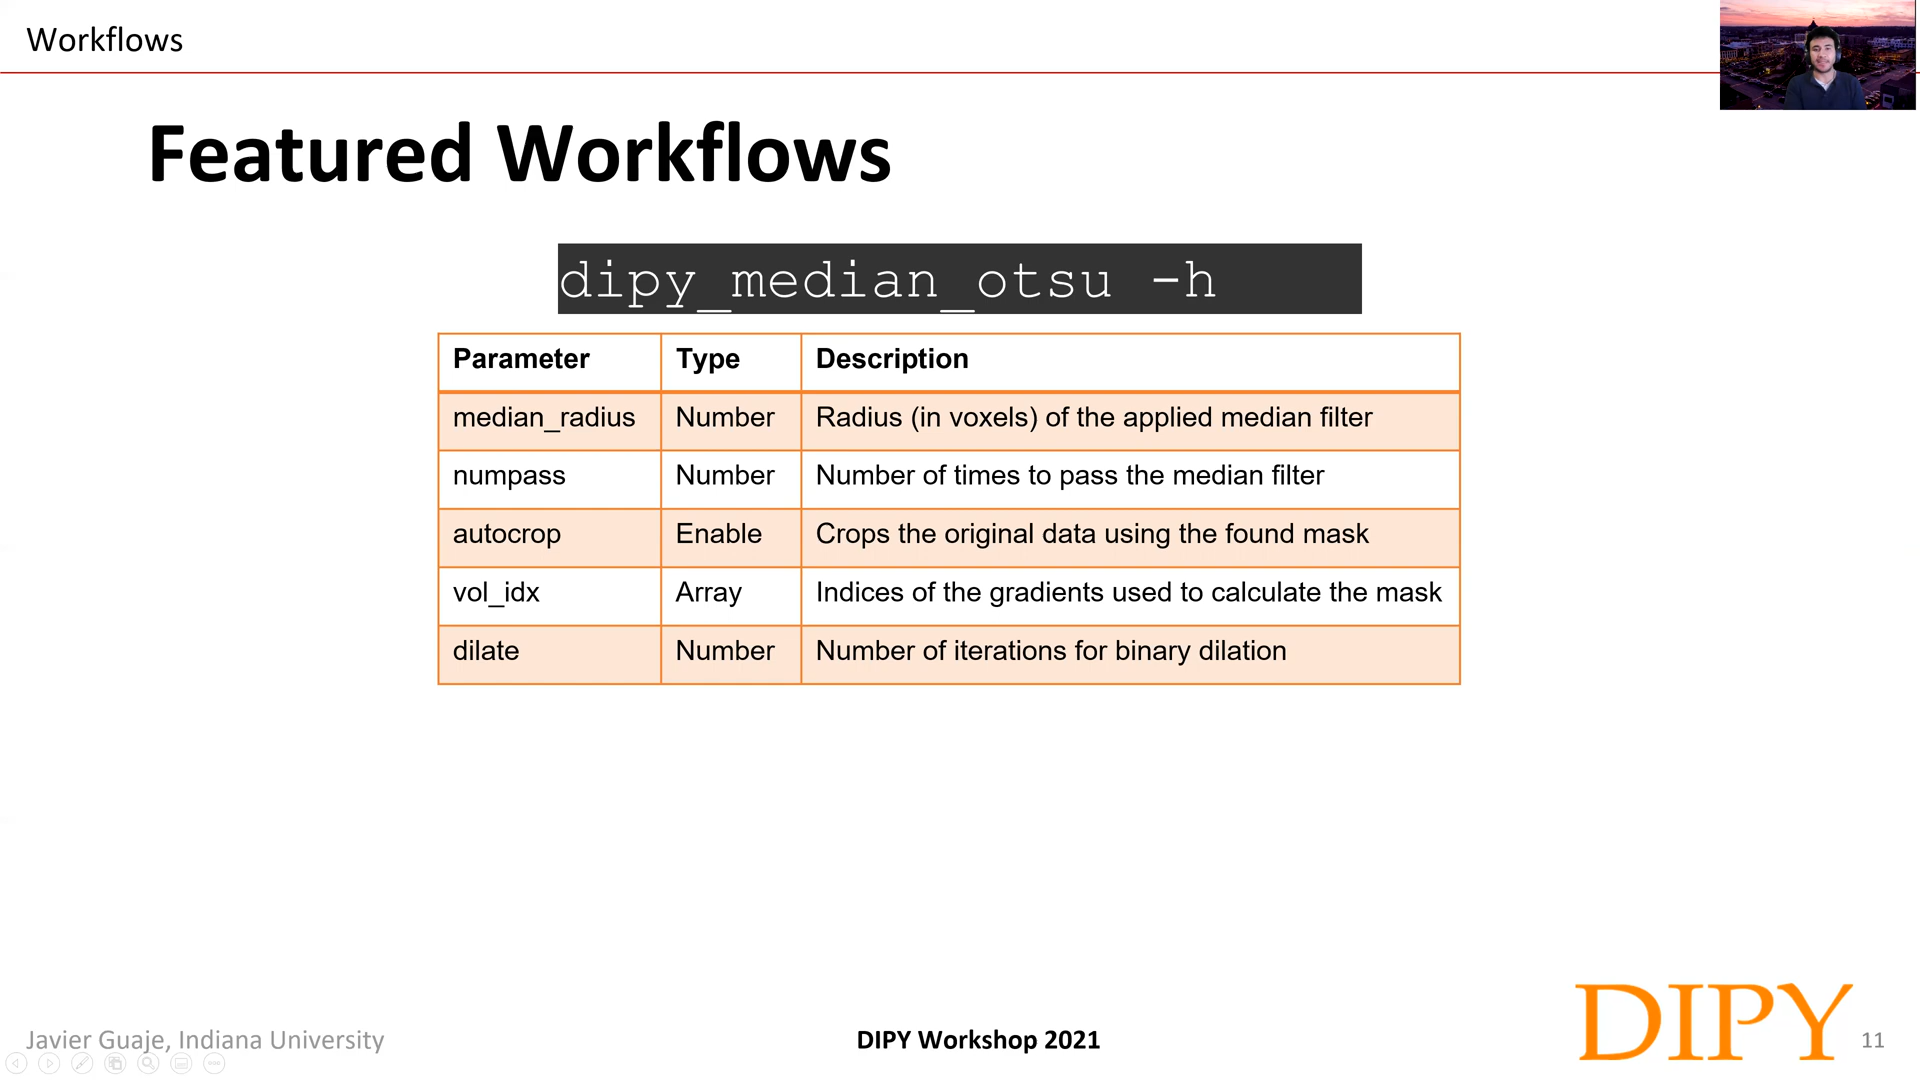 Workflows
Featured Workflows
dipy_median_otsu -h
Parameter Type Description
median_radius Number Radius (in voxels) of the applied median filter
numpass Number Number of times to pass the median filter
autocrop Enable Crops the original data using the found mask
vol_idx Array Indices of the gradients used to calculate the mask
dilate Number Number of iterations for binary dilation
Javier Guaje, Indiana University
DIPY Workshop 2021
DIPY
11